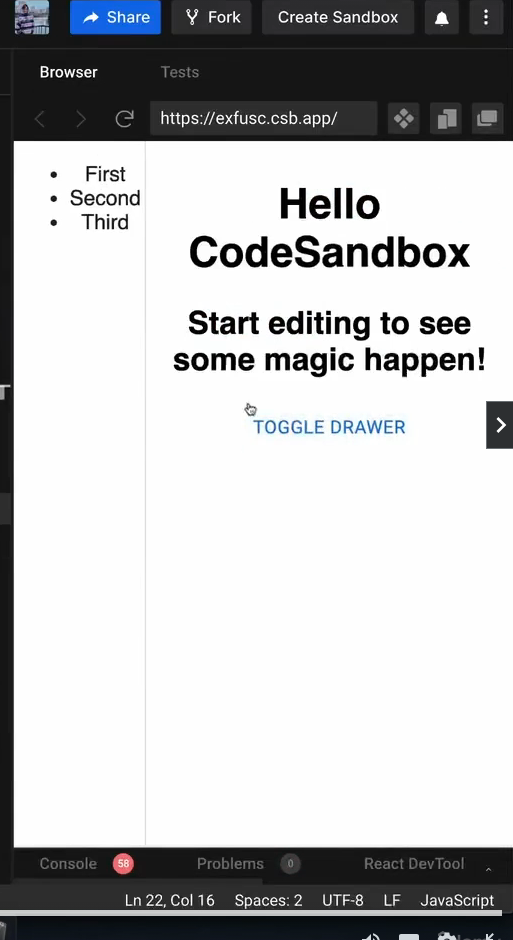 Share Fork Create Sandbox
Browser Tests
https://exfusc.csb.app/
First
Second
Third
Hello
CodeSandbox
Start editing to see
some magic happen!
TOGGLE DRAWER
Console 58 Problems 0 React DevTool
Ln 22, Col 16 Spaces: 2 UTF-8 LF JavaScript